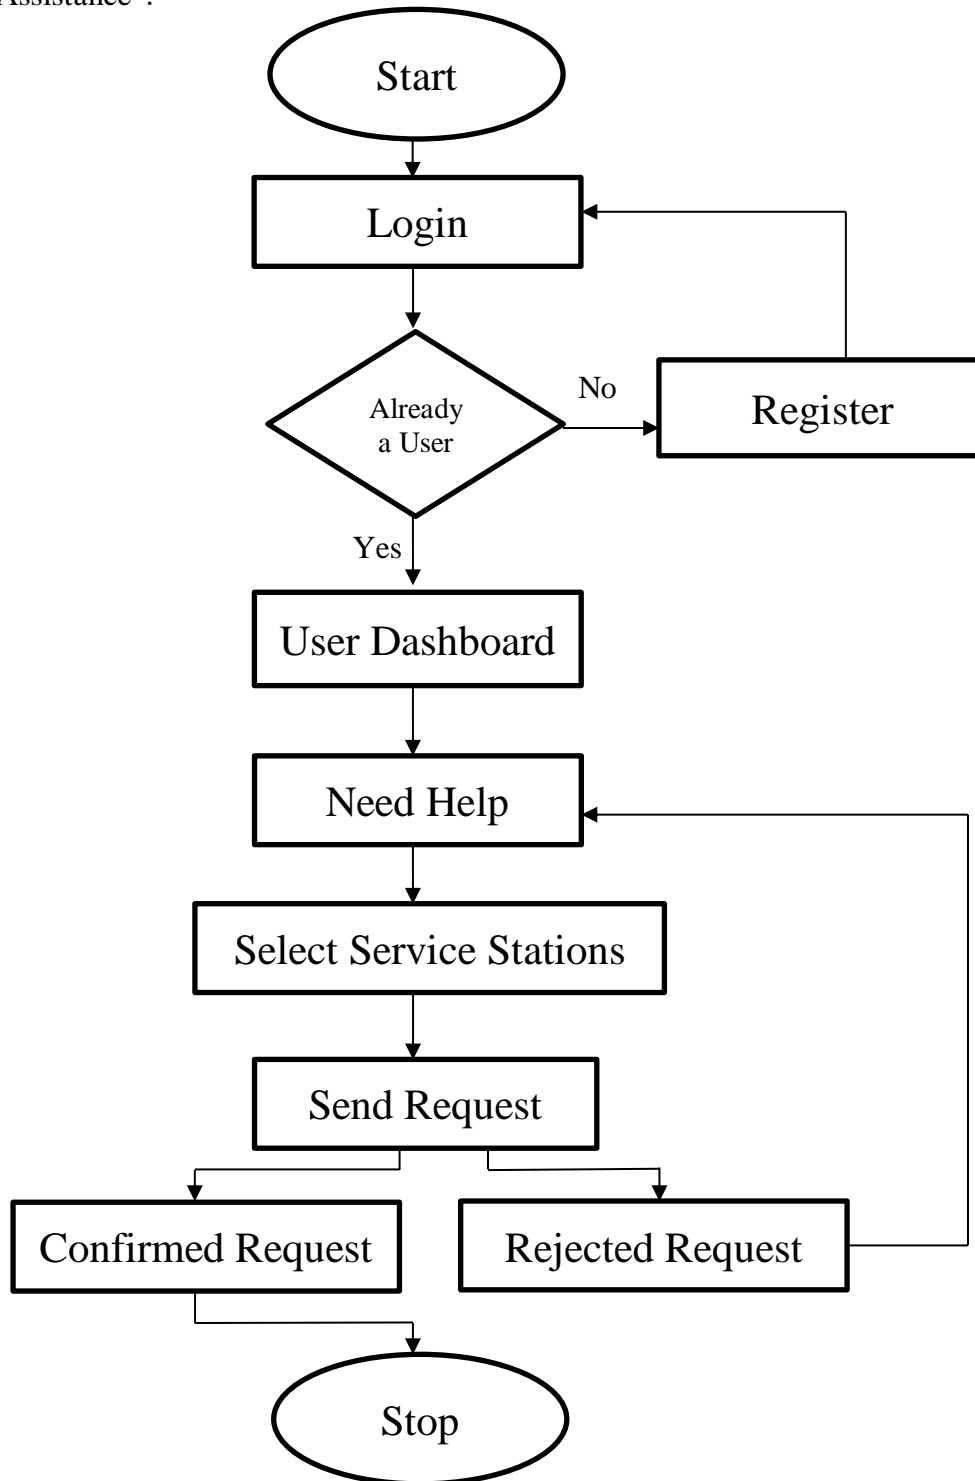 Assistance".
Start
Login
No
Register
Already
a User
Yes
User Dashboard
Need Help
Select Service Stations
Send Request
Confirmed Request
Rejected Request
Stop